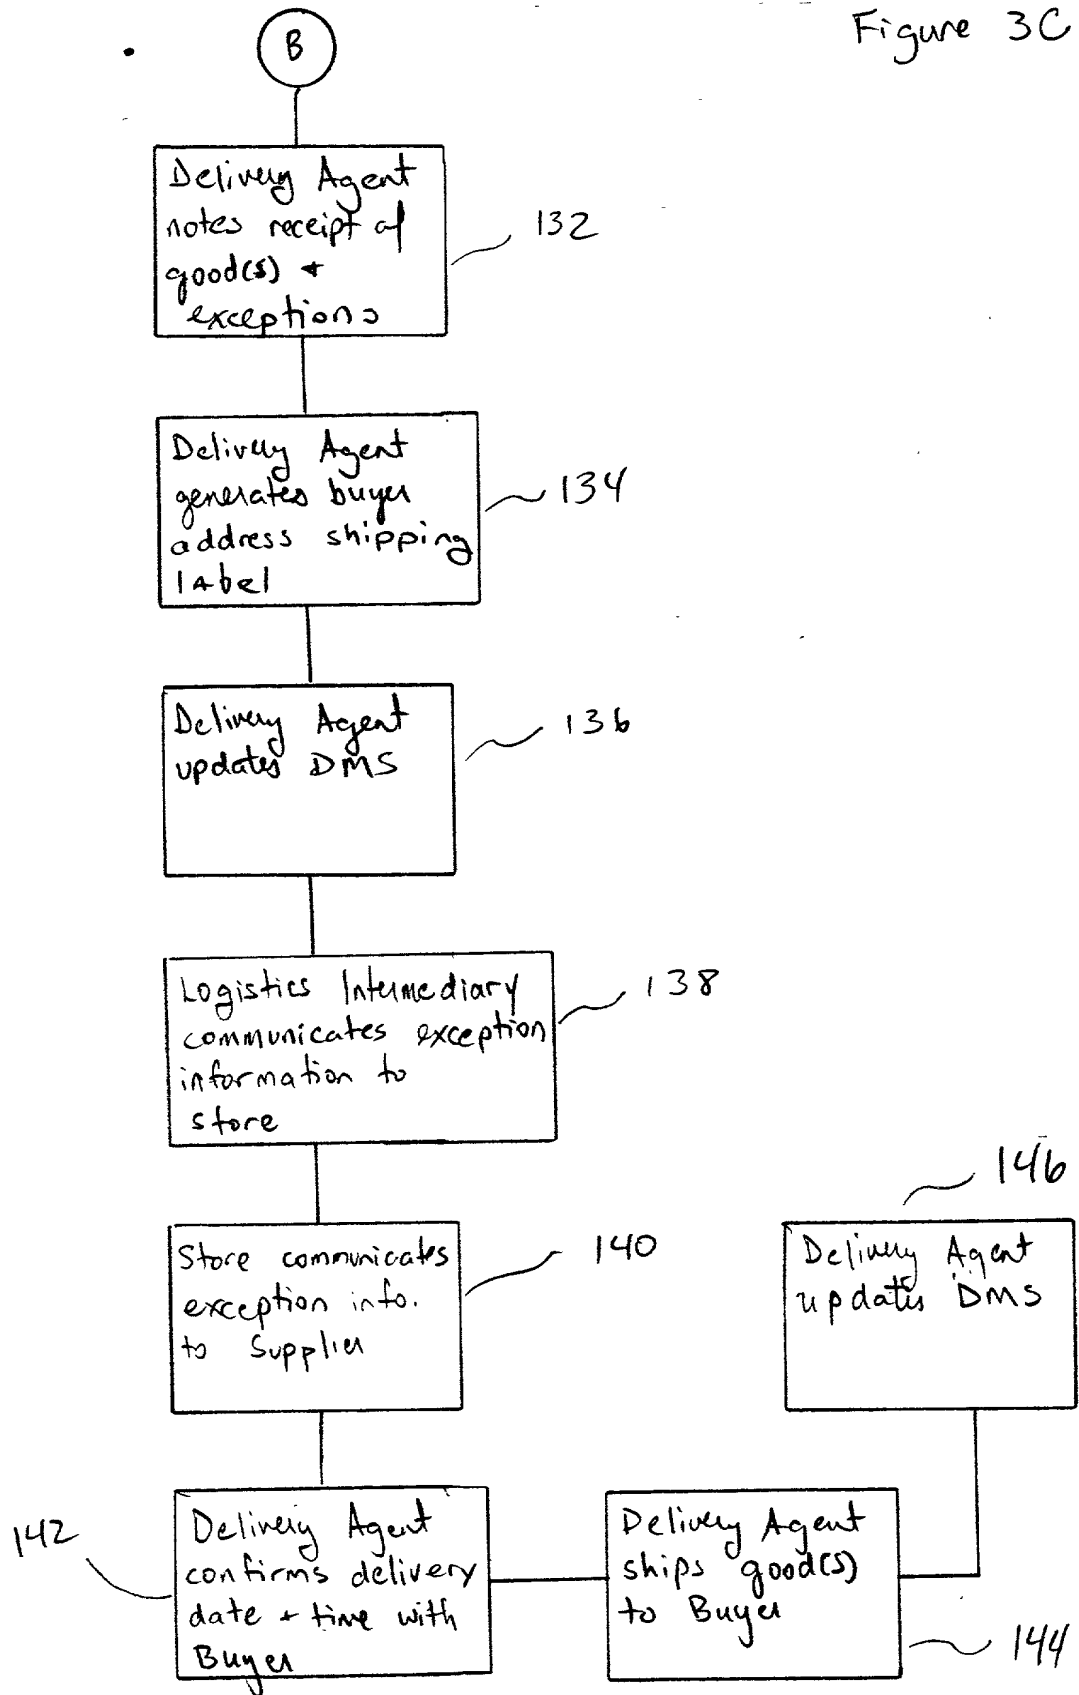 Figure 3C
B
Delivery Agent
notes receipt of
good(s) +
exceptions
132
Delivery Agent
generates buyer
address shipping
label
134
Delivery Agent
updates DMS
136
Logistics Intermediary
communicates exception
information to
store
138
Store communicates
exception info.
to Supplier
140
146
Delivery Agent
updates DMS
142
Delivery Agent
confirms delivery
date + time with
Buyer
Delivery Agent
ships good(s)
to Buyer
144